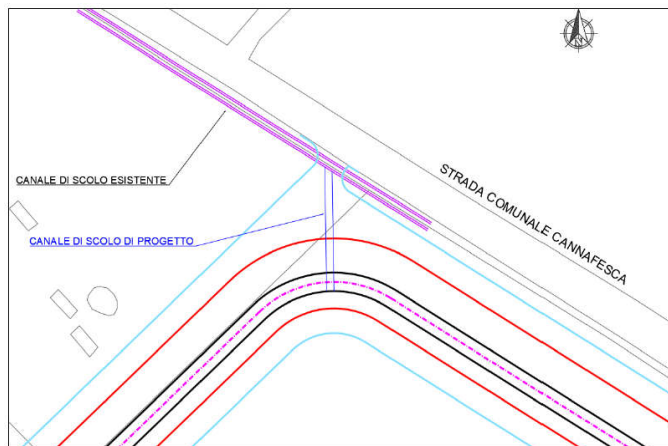 CANALE DI SCOLO ESISTENTE
STRADA COMUNALE CANNAFESCA
CANALE DI SCOLO DI PROGETTO
N